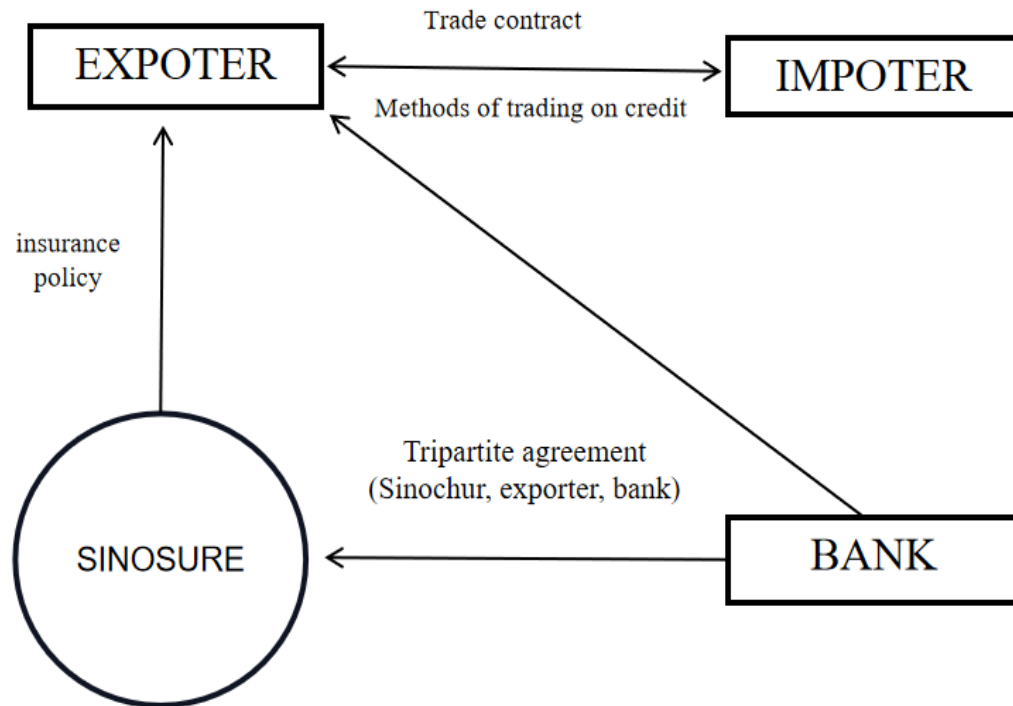 Trade contract
EXPOTER
IMPOTER
Methods of trading on credit
insurance
policy
Tripartite agreement
(Sinochur, exporter, bank)
SINOSURE
BANK